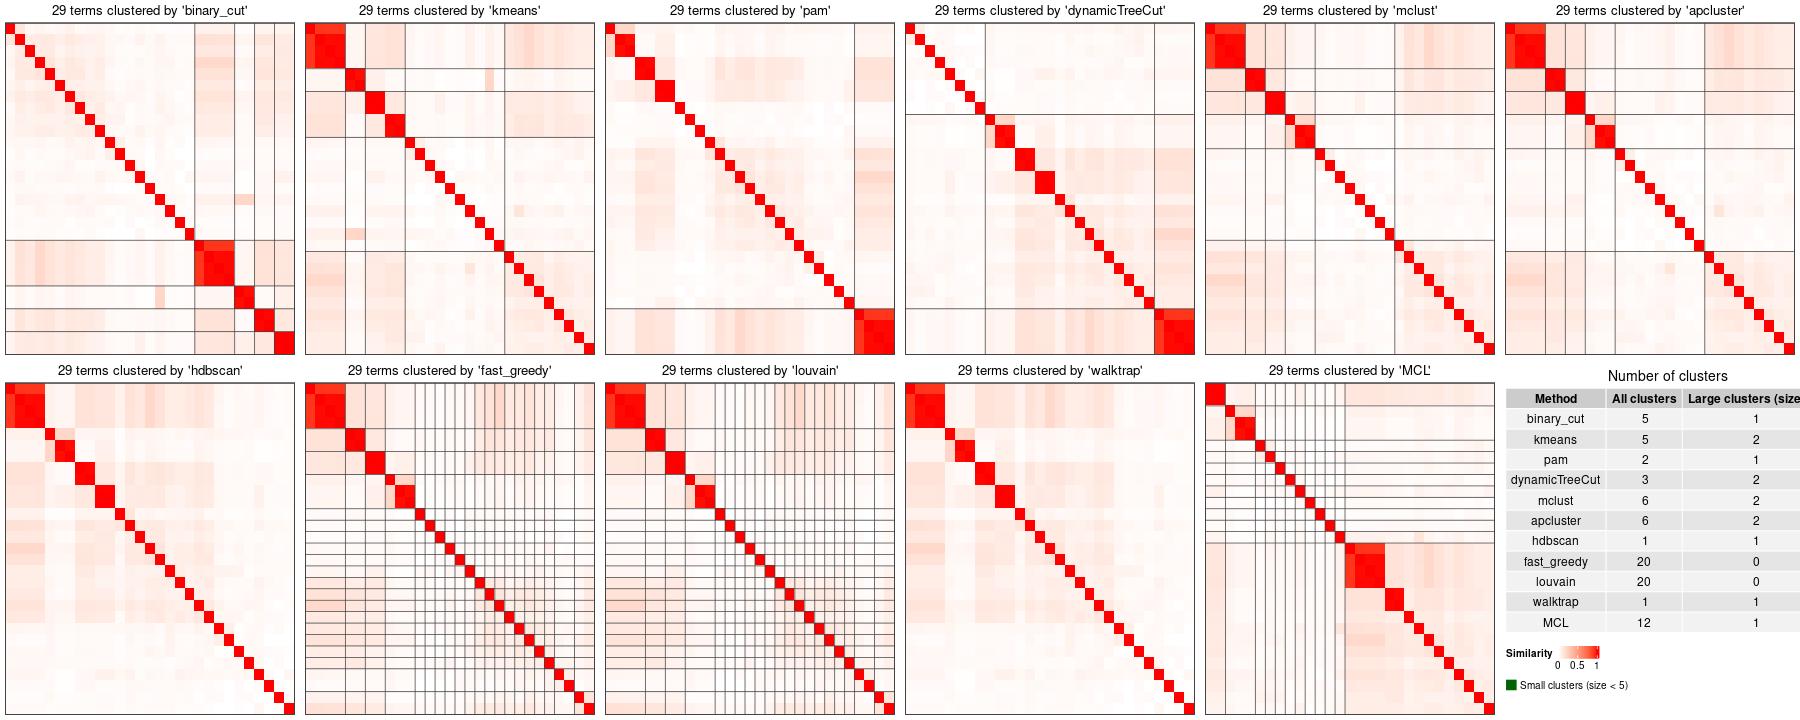 29 terms clustered by 'binary_cut'
29 terms clustered by 'kmeans'
29 terms clustered by 'pam'
29 terms clustered by 'dynamicTreeCut'
29 terms clustered by 'mclust'
29 terms clustered by 'apcluster'
29 terms clustered by 'hdbscan'
29 terms clustered by 'fast_greedy'
29 terms clustered by 'louvain'
29 terms clustered by 'walktrap'
29 terms clustered by 'MCL'
Number of clusters
Method All clusters Large clusters (size
binary_cut 5 1
kmeans 5 2
pam 2 1
dynamicTreeCut 3 2
mclust 6 2
apcluster 6 2
hdbscan 1 1
fast_greedy 20 0
louvain 20 0
walktrap 1 1
MCL 12 1
Similarity
0 0.5 1
Small clusters (size < 5)